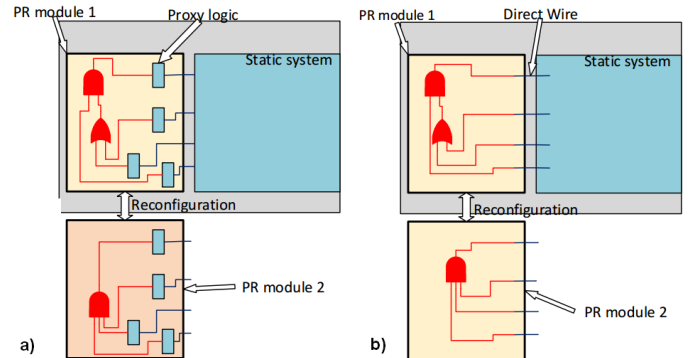 PR module 1
Proxy logic
Static system
Reconfiguration
PR module 2
a)
PR module 1
Direct Wire
Static system
Reconfiguration
PR module 2
b)